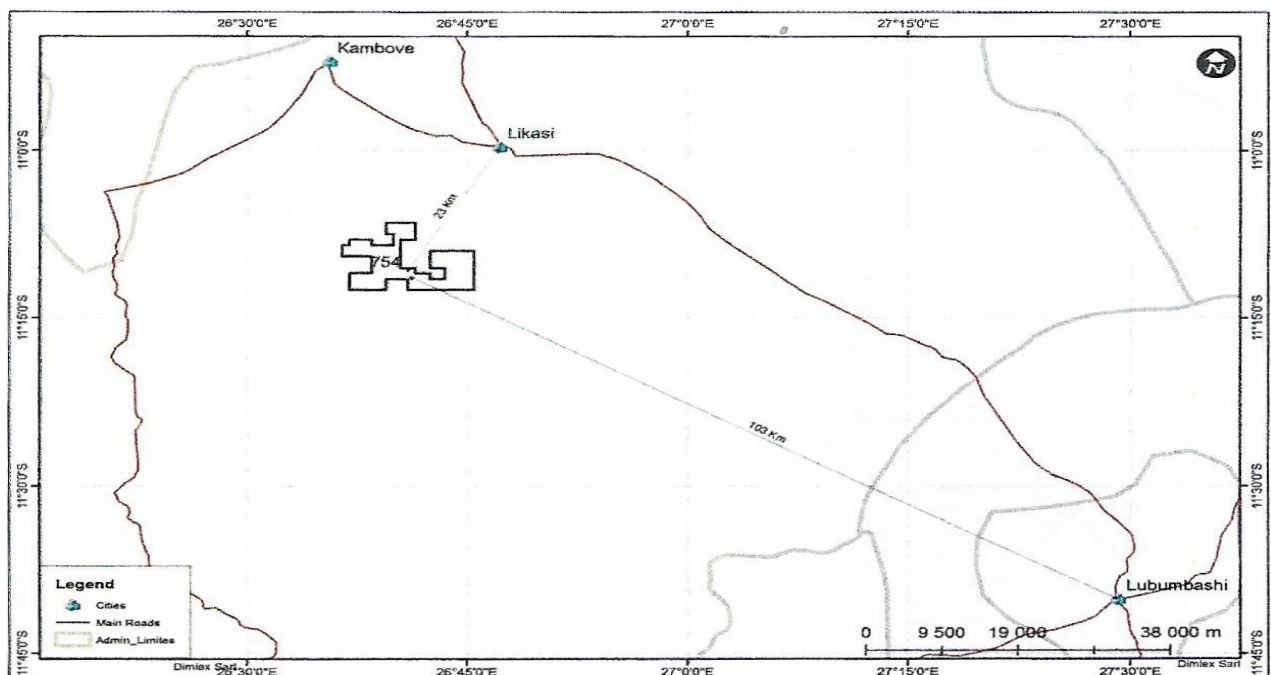 26°30'0"E 26°45'0"E 27°0'0"E 27°15'0"E 27°30'0"E
Kambove
N
Likasi
11°0'0"S 11°0'0"S
23 Km
754
11°15'0"S 11°15'0"S
103 Km
11°30'0"S 11°30'0"S
Legend
Cities
Main Roads
Admin_Limites
Lubumbashi
0 9 500 19 000 38 000 m
11°45'0"S 11°45'0"S
Dimlex Sarl Dimlex Sarl
26°30'0"E 26°45'0"E 27°0'0"E 27°15'0"E 27°30'0"E